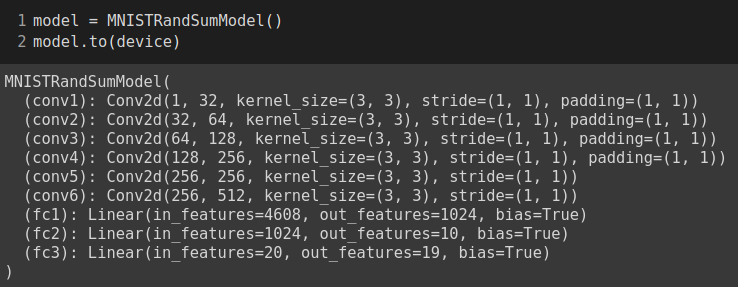 1 model = MNISTRandSumModel()
2 model.to(device)
MNISTRandSumModel(
  (conv1): Conv2d(1, 32, kernel_size=(3, 3), stride=(1, 1), padding=(1, 1))
  (conv2): Conv2d(32, 64, kernel_size=(3, 3), stride=(1, 1), padding=(1, 1))
  (conv3): Conv2d(64, 128, kernel_size=(3, 3), stride=(1, 1), padding=(1, 1))
  (conv4): Conv2d(128, 256, kernel_size=(3, 3), stride=(1, 1), padding=(1, 1))
  (conv5): Conv2d(256, 256, kernel_size=(3, 3), stride=(1, 1))
  (conv6): Conv2d(256, 512, kernel_size=(3, 3), stride=(1, 1))
  (fc1): Linear(in_features=4608, out_features=1024, bias=True)
  (fc2): Linear(in_features=1024, out_features=10, bias=True)
  (fc3): Linear(in_features=20, out_features=19, bias=True)
)